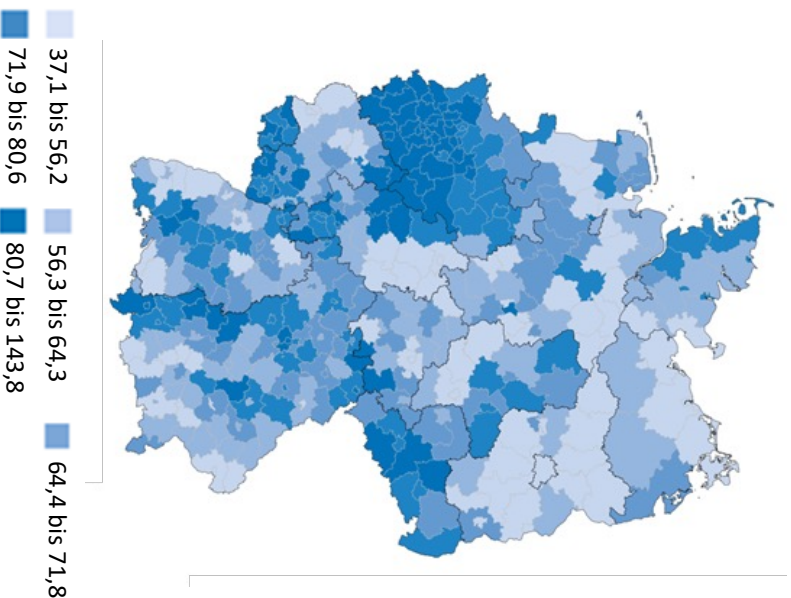 37,1 bis 56,2
56,3 bis 64,3
64,4 bis 71,8
71,9 bis 80,6
80,7 bis 143,8